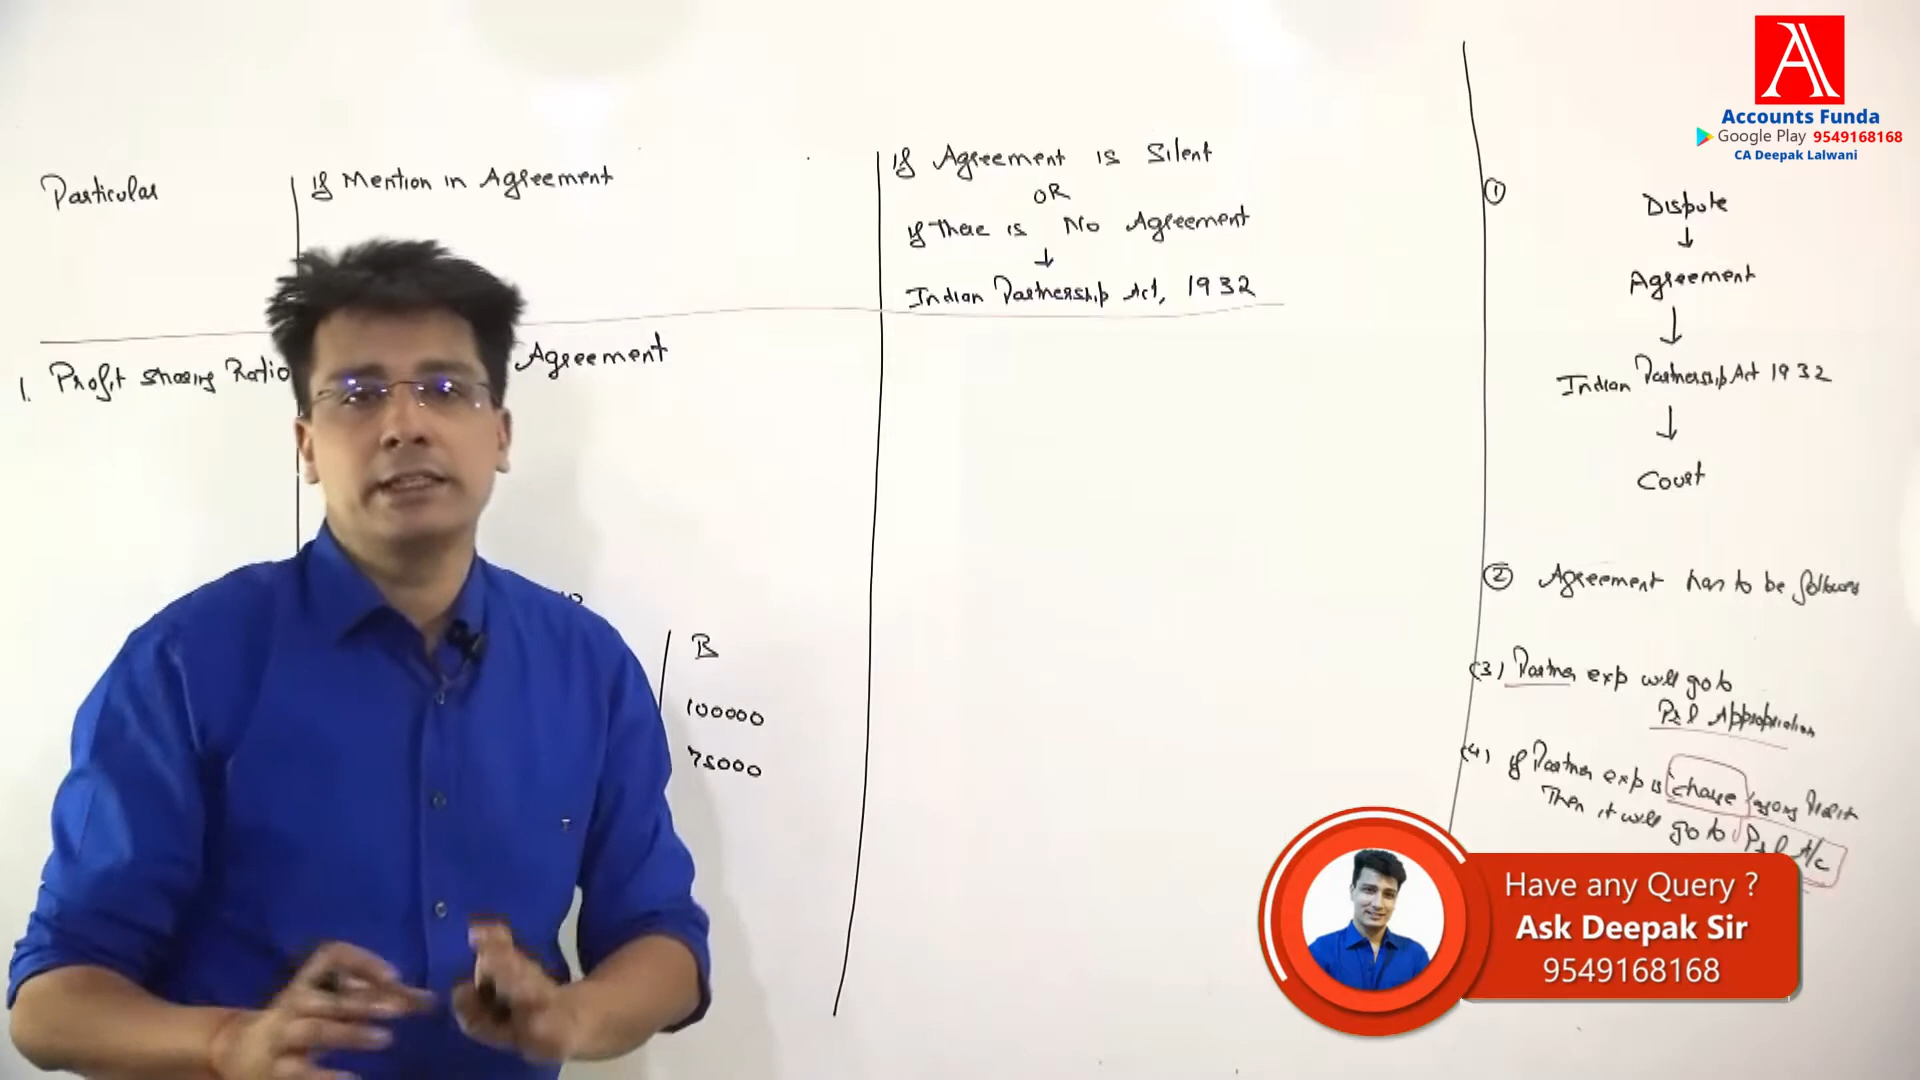 Particular
If Mention in Agreement
If Agreement is Silent
OR
If There is No Agreement
↓
Indian Partnership Act, 1932
1. Profit sharing Ratio
Agreement
B
100000
75000
①
Dispute
↓
Agreement
↓
Indian Partnership Act 1932
↓
Court
② Agreement has to be follows
(3) Partner exp will go to
P&l Appropriation
(4) If Partner exp is charge
Then it will go to P&l A/c
A
Accounts Funda
Google Play 9549168168
CA Deepak Lalwani
Have any Query ?
Ask Deepak Sir
9549168168